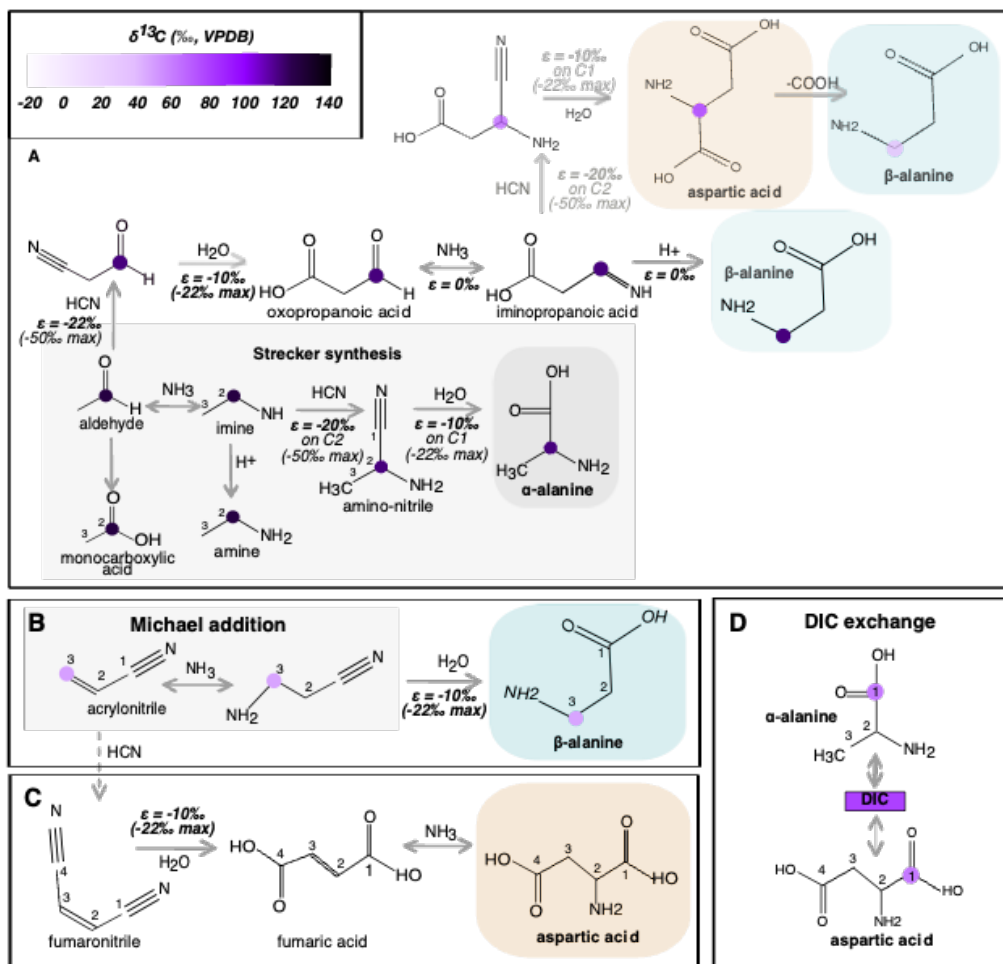 δ13C (‰, VPDB)
-20 0 20 40 60 80 100 120 140
A
N
O
HO
NH2
ε = -10‰
on C1
(-22‰ max)
H2O
O
OH
NH2
HO
O
aspartic acid
-COOH
O
OH
NH2
β-alanine
HCN
ε = -20‰
on C2
(-50‰ max)
N
O
H
H2O
ε = -10‰
(-22‰ max)
O
O
HO
H
oxopropanoic acid
NH3
ε = 0‰
O
HO
NH
iminopropanoic acid
H+
ε = 0‰
β-alanine
O
OH
NH2
HCN
ε = -22‰
(-50‰ max)
Strecker synthesis
O
H
aldehyde
NH3
2
3
NH
imine
HCN
ε = -20‰
on C2
(-50‰ max)
N
1
2
3
H3C
NH2
amino-nitrile
H2O
ε = -10‰
on C1
(-22‰ max)
OH
O
H3C
NH2
α-alanine
H+
O
2
3
OH
monocarboxylic
acid
2
3
NH2
amine
B
Michael addition
3
2
1
N
acrylonitrile
NH3
3
2
N
NH2
H2O
ε = -10‰
(-22‰ max)
O
OH
1
2
NH2
3
β-alanine
HCN
C
N
4
3
2
1
N
fumaronitrile
ε = -10‰
(-22‰ max)
H2O
HO
4
O
3
2
O
1
HO
fumaric acid
NH3
HO
4
O
3
2
NH2
1
O
HO
aspartic acid
D
DIC exchange
OH
O
1
α-alanine
2
3
H3C
NH2
DIC
O
HO
4
3
2
1
HO
O
NH2
aspartic acid